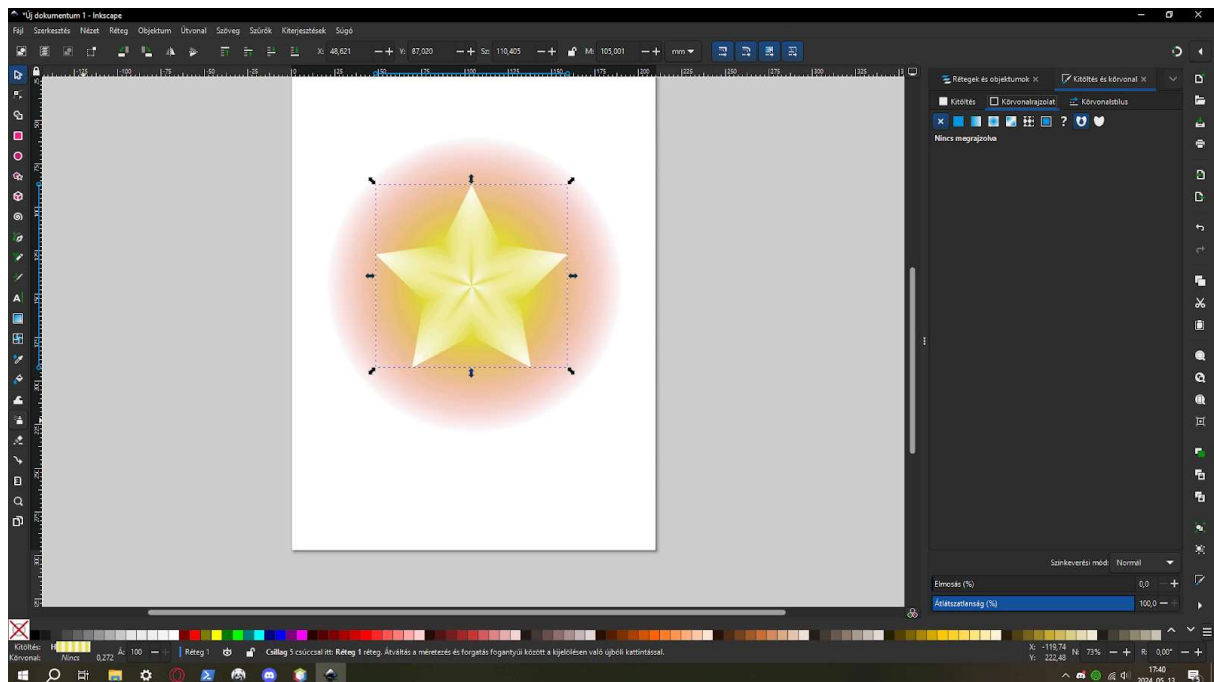 *Új dokumentum 1 - Inkscape
Fájl Szerkesztés Nézet Réteg Objektum Útvonal Szöveg Szűrők Kiterjesztések Súgó
X: 48,621 Y: 87,020 Sz: 110,405 M: 105,001 mm
Rétegek és objektumok Kitöltés és körvonal
Kitöltés Körvonalrajzolat Körvonalstílus
Nincs megrajzolva
Színkeverési mód: Normál
Elmosás (%) 0,0
Átlátszatlanság (%) 100,0
Kitöltés:
Körvonal: Nincs 0,272 Á: 100 Réteg 1 Csillag 5 csúccsal itt: Réteg 1 réteg. Átváltás a méretezés és forgatás fogantyúi között a kijelölésen való újbóli kattintással.
X: -119,74
Y: 222,48 N: 73% R: 0,00°
17:40
2024. 05. 13.